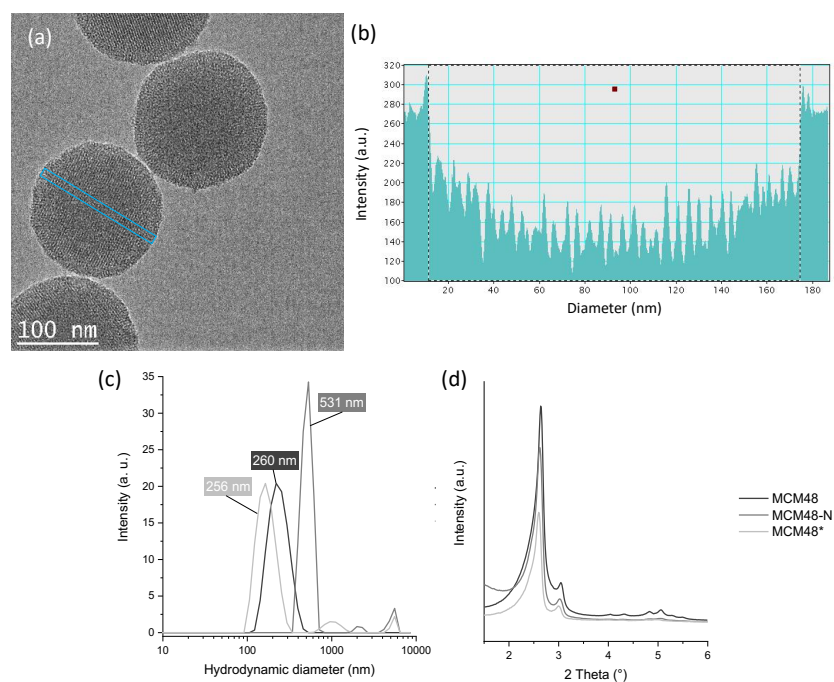 (a)
100 nm
(b)
Intensity (a.u.)
320
300
280
260
240
220
200
180
160
140
120
100
20 40 60 80 100 120 140 160 180
Diameter (nm)
(c)
Intensity (a. u.)
35
30
25
20
15
10
5
0
531 nm
260 nm
256 nm
10 100 1000 10000
Hydrodynamic diameter (nm)
(d)
Intensity (a.u.)
2 3 4 5 6
2 Theta (°)
MCM48
MCM48-N
MCM48*